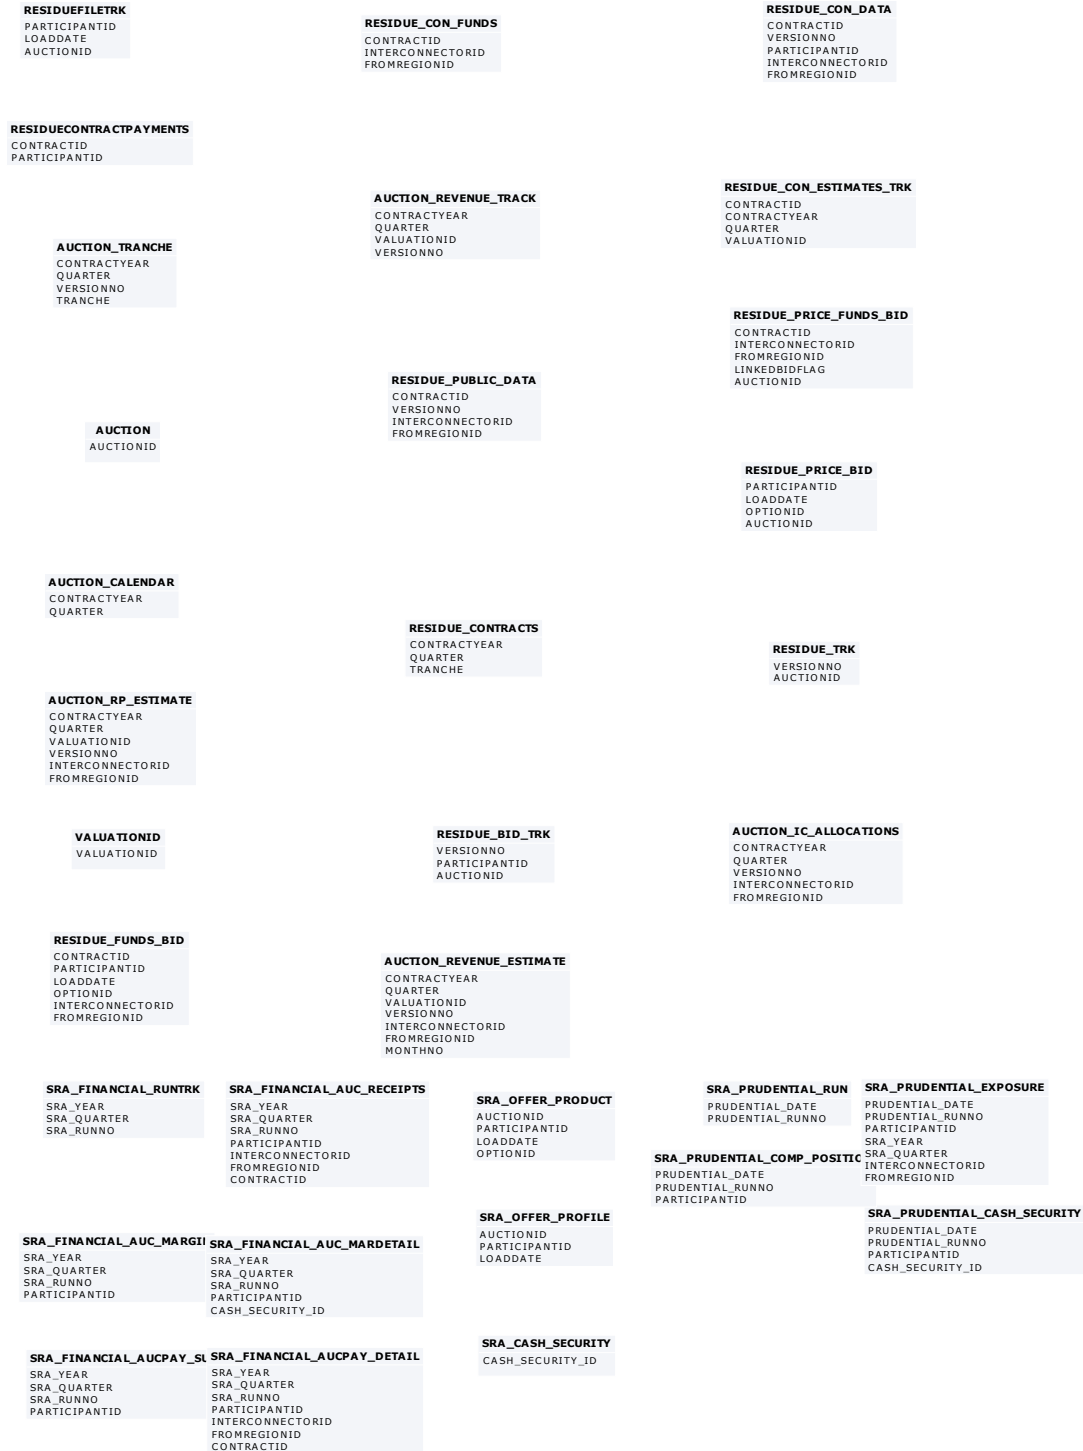 RESIDUEFILETRK
PARTICIPANTID
LOADDATE
AUCTIONID
RESIDUE_CON_FUNDS
CONTRACTID
INTERCONNECTORID
FROMREGIONID
RESIDUE_CON_DATA
CONTRACTID
VERSIONNO
PARTICIPANTID
INTERCONNECTORID
FROMREGIONID
RESIDUECONTRACTPAYMENTS
CONTRACTID
PARTICIPANTID
AUCTION_REVENUE_TRACK
CONTRACTYEAR
QUARTER
VALUATIONID
VERSIONNO
RESIDUE_CON_ESTIMATES_TRK
CONTRACTID
CONTRACTYEAR
QUARTER
VALUATIONID
AUCTION_TRANCHE
CONTRACTYEAR
QUARTER
VERSIONNO
TRANCHE
RESIDUE_PRICE_FUNDS_BID
CONTRACTID
INTERCONNECTORID
FROMREGIONID
LINKEDBIDFLAG
AUCTIONID
RESIDUE_PUBLIC_DATA
CONTRACTID
VERSIONNO
INTERCONNECTORID
FROMREGIONID
AUCTION
AUCTIONID
RESIDUE_PRICE_BID
PARTICIPANTID
LOADDATE
OPTIONID
AUCTIONID
AUCTION_CALENDAR
CONTRACTYEAR
QUARTER
RESIDUE_CONTRACTS
CONTRACTYEAR
QUARTER
TRANCHE
RESIDUE_TRK
VERSIONNO
AUCTIONID
AUCTION_RP_ESTIMATE
CONTRACTYEAR
QUARTER
VALUATIONID
VERSIONNO
INTERCONNECTORID
FROMREGIONID
VALUATIONID
VALUATIONID
RESIDUE_BID_TRK
VERSIONNO
PARTICIPANTID
AUCTIONID
AUCTION_IC_ALLOCATIONS
CONTRACTYEAR
QUARTER
VERSIONNO
INTERCONNECTORID
FROMREGIONID
RESIDUE_FUNDS_BID
CONTRACTID
PARTICIPANTID
LOADDATE
OPTIONID
INTERCONNECTORID
FROMREGIONID
AUCTION_REVENUE_ESTIMATE
CONTRACTYEAR
QUARTER
VALUATIONID
VERSIONNO
INTERCONNECTORID
FROMREGIONID
MONTHNO
SRA_FINANCIAL_RUNTRK
SRA_YEAR
SRA_QUARTER
SRA_RUNNO
SRA_FINANCIAL_AUC_RECEIPTS
SRA_YEAR
SRA_QUARTER
SRA_RUNNO
PARTICIPANTID
INTERCONNECTORID
FROMREGIONID
CONTRACTID
SRA_OFFER_PRODUCT
AUCTIONID
PARTICIPANTID
LOADDATE
OPTIONID
SRA_PRUDENTIAL_RUN
PRUDENTIAL_DATE
PRUDENTIAL_RUNNO
SRA_PRUDENTIAL_EXPOSURE
PRUDENTIAL_DATE
PRUDENTIAL_RUNNO
PARTICIPANTID
SRA_YEAR
SRA_QUARTER
INTERCONNECTORID
FROMREGIONID
SRA_PRUDENTIAL_COMP_POSITIO
PRUDENTIAL_DATE
PRUDENTIAL_RUNNO
PARTICIPANTID
SRA_OFFER_PROFILE
AUCTIONID
PARTICIPANTID
LOADDATE
SRA_PRUDENTIAL_CASH_SECURITY
PRUDENTIAL_DATE
PRUDENTIAL_RUNNO
PARTICIPANTID
CASH_SECURITY_ID
SRA_FINANCIAL_AUC_MARGI
SRA_YEAR
SRA_QUARTER
SRA_RUNNO
PARTICIPANTID
SRA_FINANCIAL_AUC_MARDETAIL
SRA_YEAR
SRA_QUARTER
SRA_RUNNO
PARTICIPANTID
CASH_SECURITY_ID
SRA_CASH_SECURITY
CASH_SECURITY_ID
SRA_FINANCIAL_AUCPAY_SU
SRA_YEAR
SRA_QUARTER
SRA_RUNNO
PARTICIPANTID
SRA_FINANCIAL_AUCPAY_DETAIL
SRA_YEAR
SRA_QUARTER
SRA_RUNNO
PARTICIPANTID
INTERCONNECTORID
FROMREGIONID
CONTRACTID